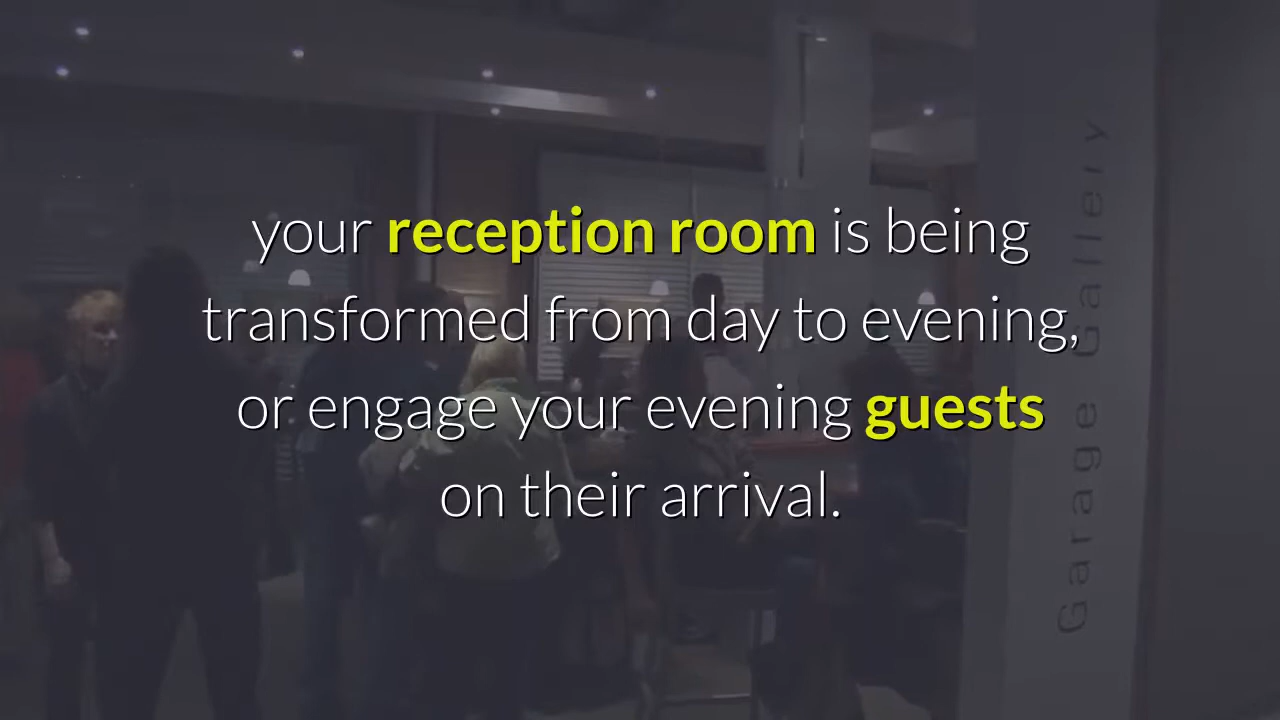 your reception room is being
transformed from day to evening,
or engage your evening guests
on their arrival.
Garage Gallery